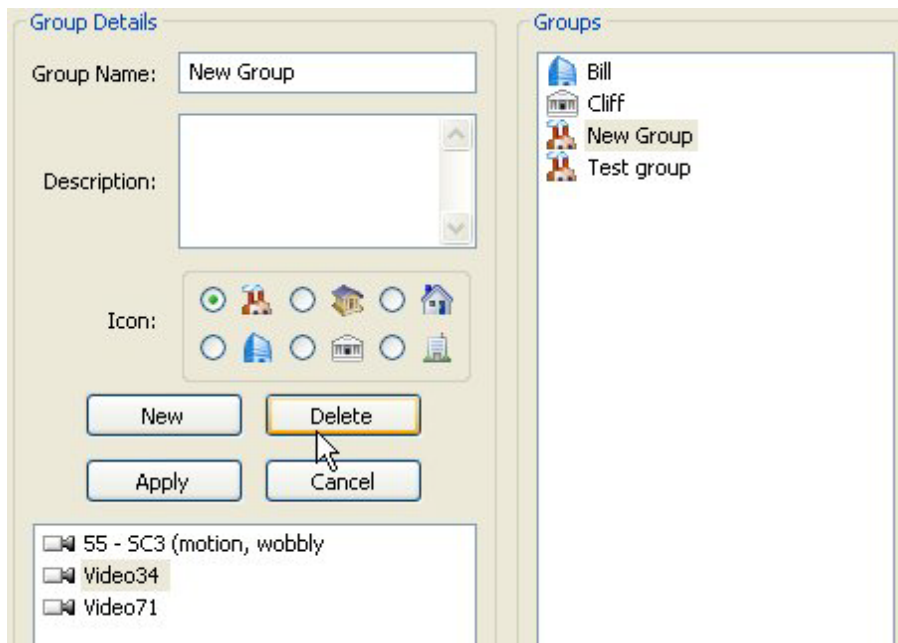 Group Details
Group Name:
New Group
Description:
Icon:
New
Delete
Apply
Cancel
55 - SC3 (motion, wobbly
Video34
Video71
Groups
Bill
Cliff
New Group
Test group